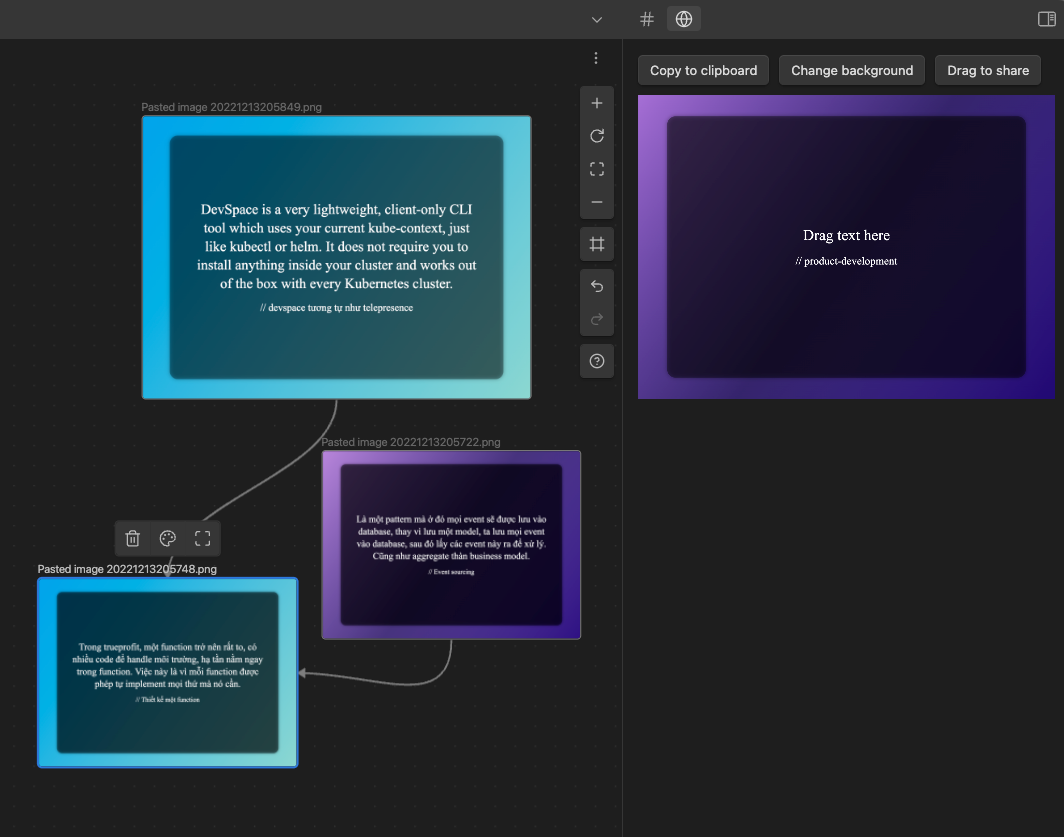 Copy to clipboard
Change background
Drag to share
Pasted image 20221213205849.png
DevSpace is a very lightweight, client-only CLI
tool which uses your current kube-context, just
like kubectl or helm. It does not require you to
install anything inside your cluster and works out
of the box with every Kubernetes cluster.
// devspace tương tự như telepresence
Drag text here
// product-development
Pasted image 20221213205722.png
Là một pattern mà ở đó mọi event sẽ được lưu vào
database, thay vì lưu một model, ta lưu mọi event
vào database, sau đó lấy các event này ra để xử lý.
Cũng như aggregate thàn business model.
// Event sourcing
Pasted image 20221213205748.png
Trong trueprofit, một function trở nên rất to, có
nhiều code để handle môi trường, hạ tần nằm ngay
trong function. Việc này là vì mỗi function được
phép tự implement mọi thứ mà nó cần.
// Thiết kế một function